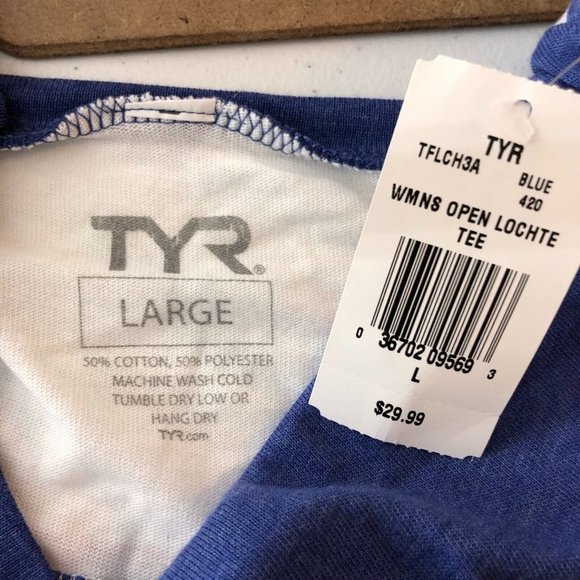 TYR®
LARGE
50% COTTON, 50% POLYESTER
MACHINE WASH COLD
TUMBLE DRY LOW OR
HANG DRY
TYR.com
TYR
TFLCH3A BLUE
420
WMNS OPEN LOCHTE
TEE
0 36702 09569 3
L
$29.99